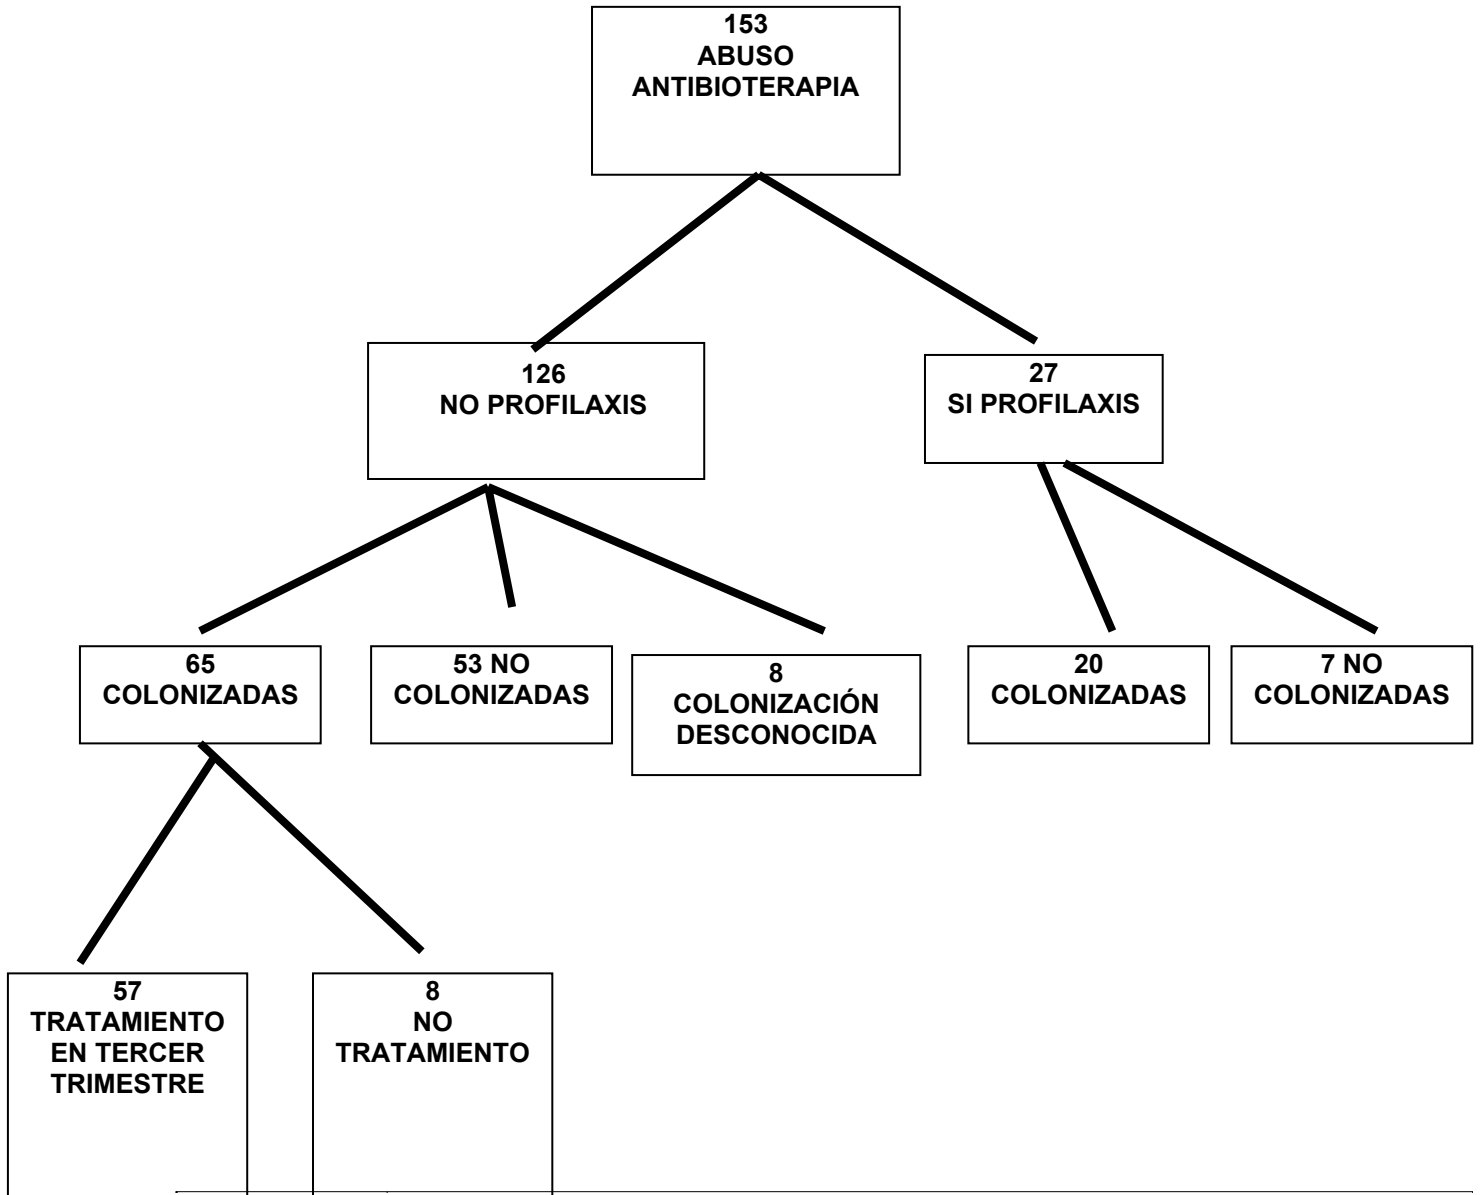 153
ABUSO
ANTIBIOTERAPIA
126
NO PROFILAXIS
27
SI PROFILAXIS
65
COLONIZADAS
53 NO
COLONIZADAS
8
COLONIZACIÓN
DESCONOCIDA
20
COLONIZADAS
7 NO
COLONIZADAS
57
TRATAMIENTO
EN TERCER
TRIMESTRE
8
NO
TRATAMIENTO